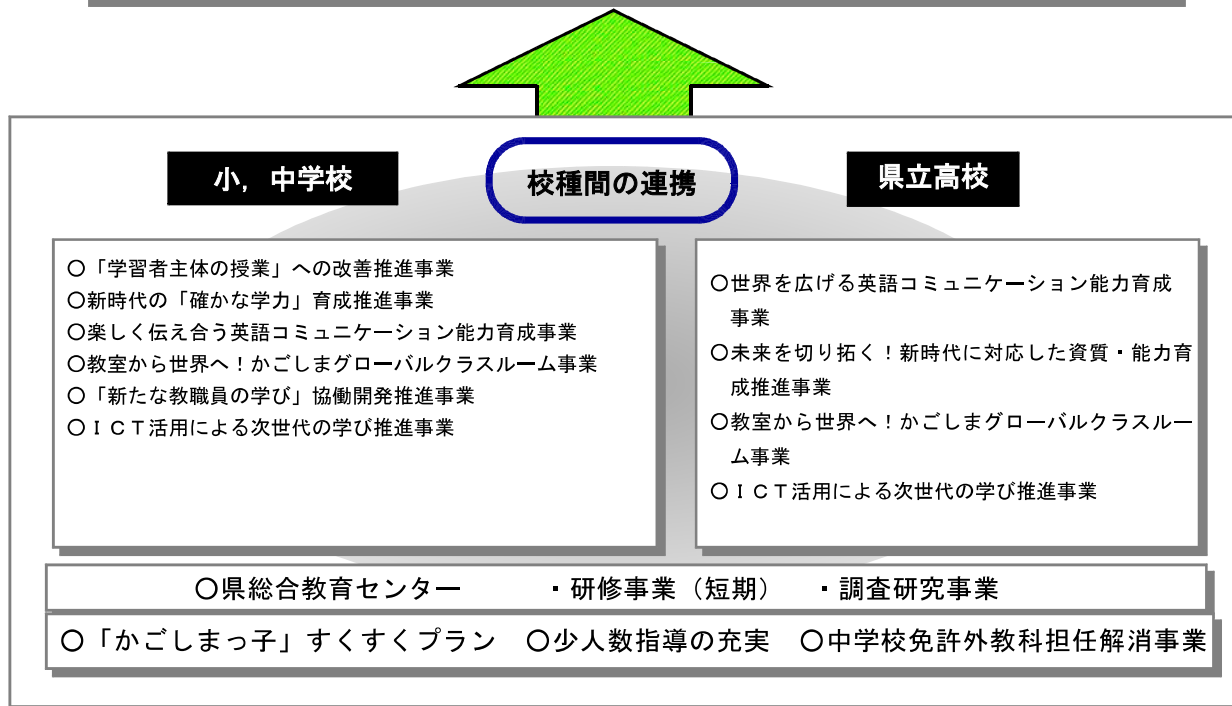 小，中学校
校種間の連携
県立高校
○「学習者主体の授業」への改善推進事業
○新時代の「確かな学力」育成推進事業
○楽しく伝え合う英語コミュニケーション能力育成事業
○教室から世界へ！かごしまグローバルクラスルーム事業
○「新たな教職員の学び」協働開発推進事業
○ＩＣＴ活用による次世代の学び推進事業
○世界を広げる英語コミュニケーション能力育成
事業
○未来を切り拓く！新時代に対応した資質・能力育
成推進事業
○教室から世界へ！かごしまグローバルクラスルー
ム事業
○ＩＣＴ活用による次世代の学び推進事業
○県総合教育センター　・研修事業（短期）　・調査研究事業
○「かごしまっ子」すくすくプラン　○少人数指導の充実　○中学校免許外教科担任解消事業